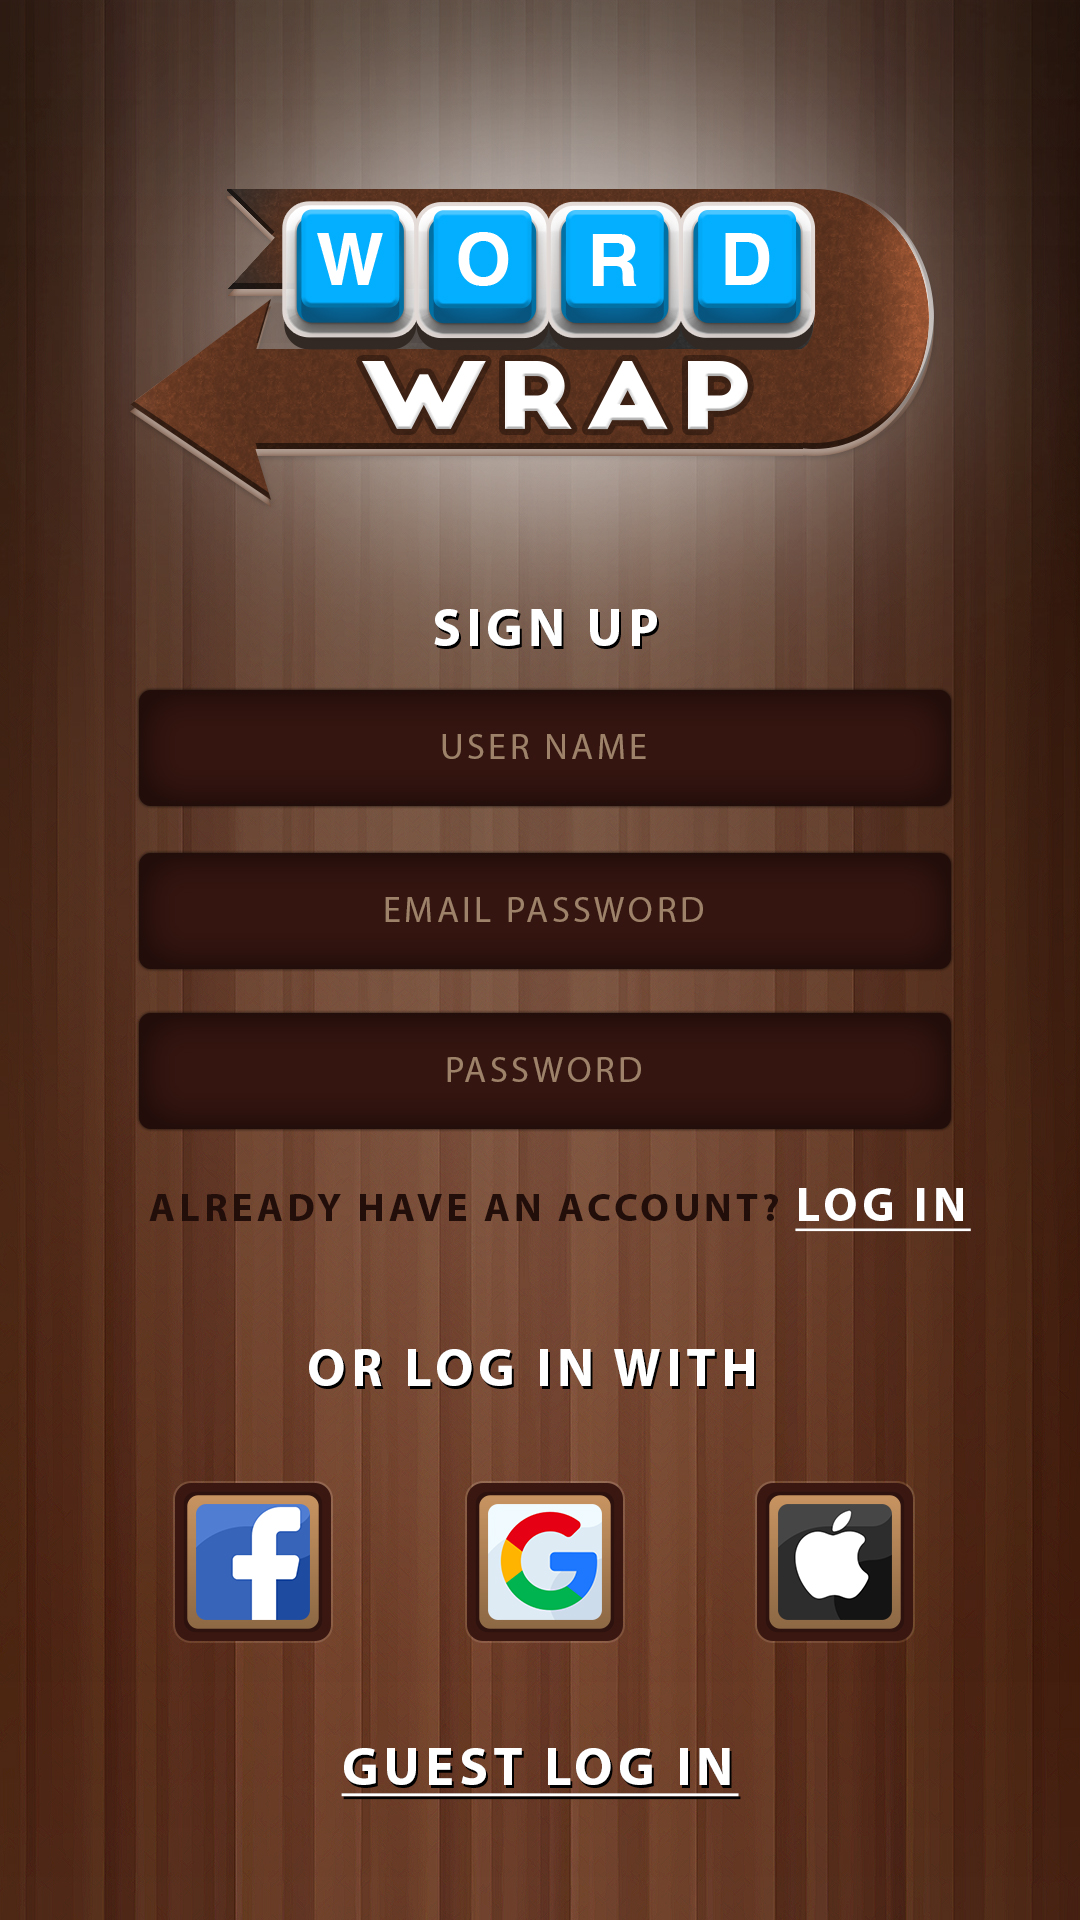 WORD
WRAP
SIGN UP
USER NAME
EMAIL PASSWORD
PASSWORD
ALREADY HAVE AN ACCOUNT? LOG IN
OR LOG IN WITH
GUEST LOG IN